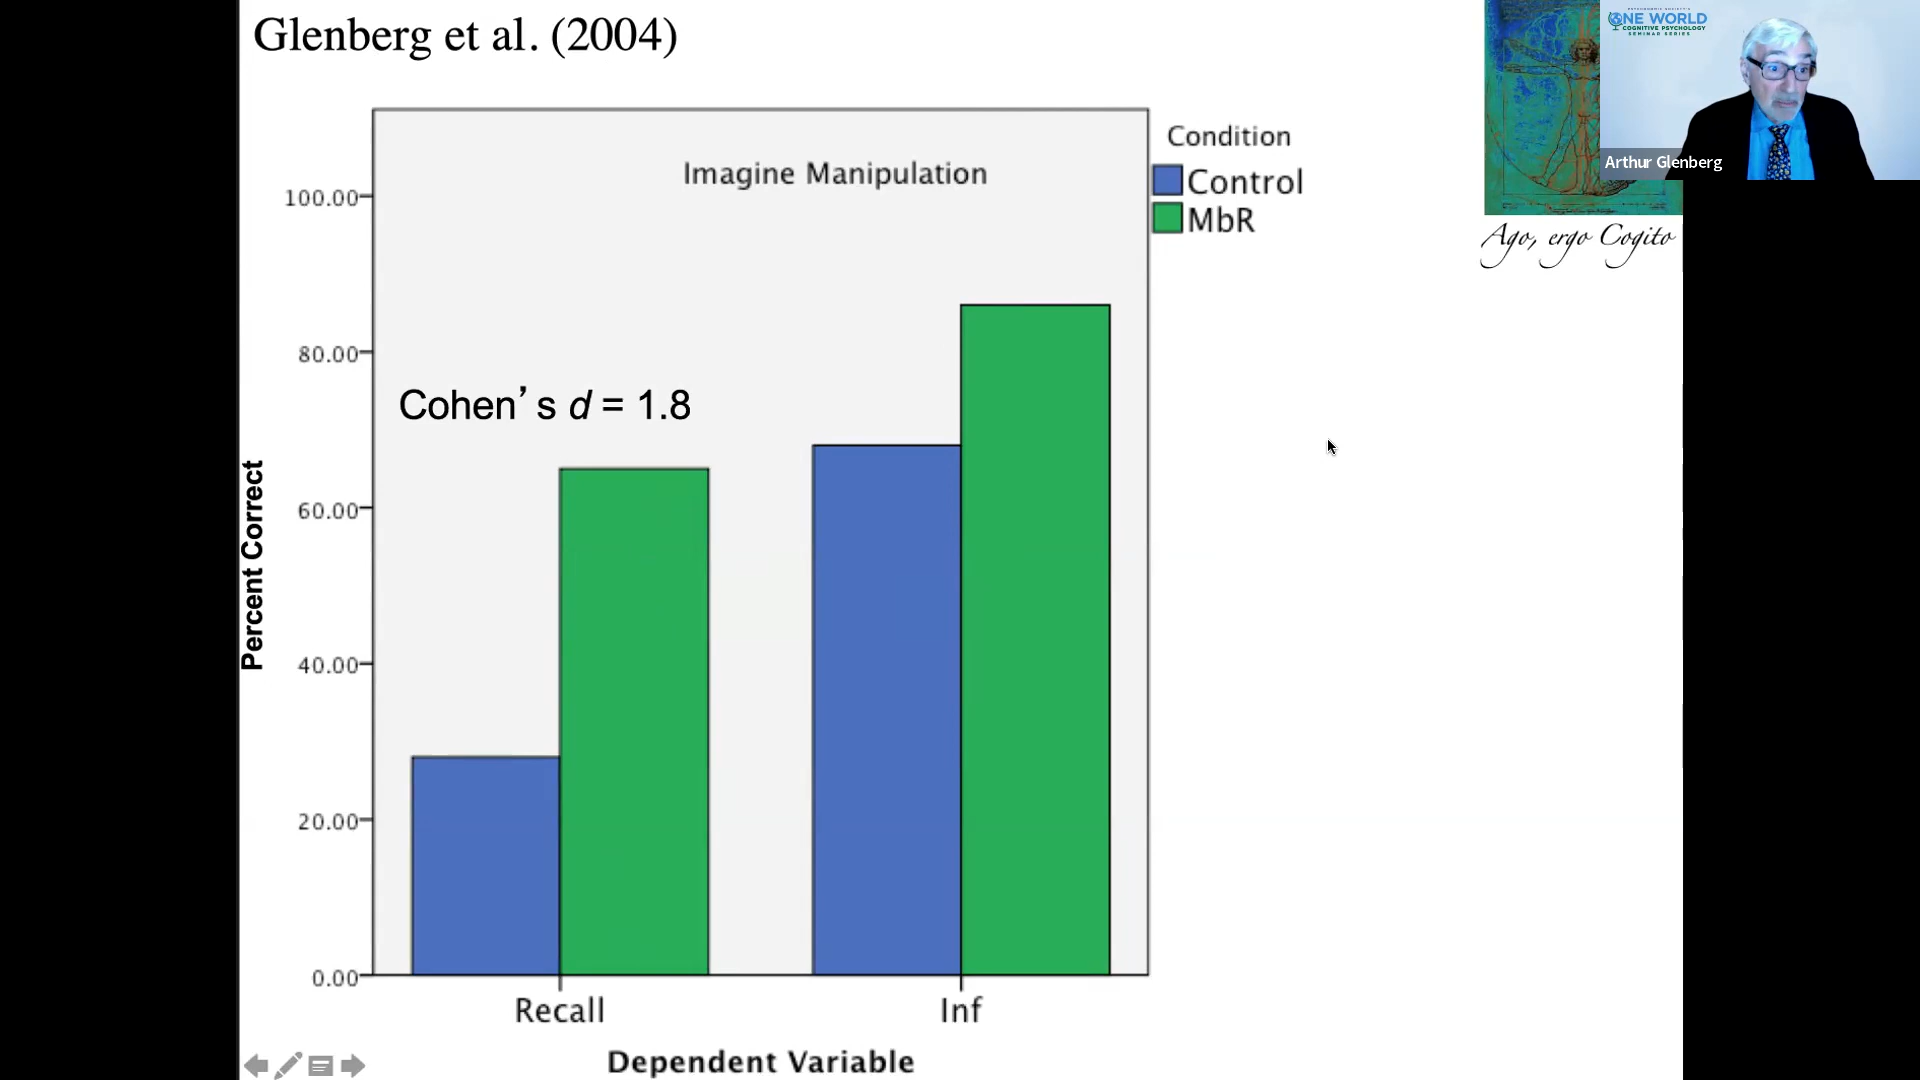 Glenberg et al. (2004)
Imagine Manipulation
Condition
Control
MbR
100.00
80.00
60.00
40.00
20.00
0.00
Cohen’s d = 1.8
Percent Correct
Recall
Inf
Dependent Variable
PSYCHONOMIC SOCIETY'S
ONE WORLD
COGNITIVE PSYCHOLOGY
SEMINAR SERIES
Arthur Glenberg
Ago, ergo Cogito